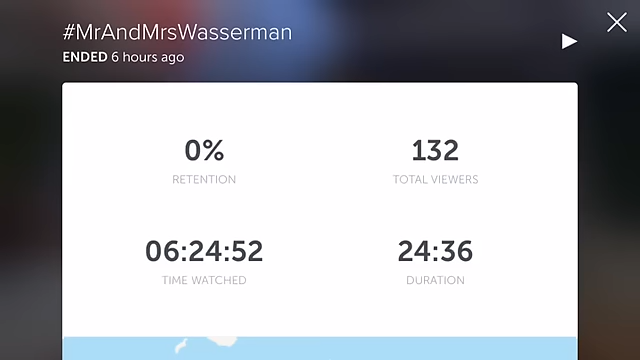 #MrAndMrsWasserman
ENDED 6 hours ago
0%
RETENTION
132
TOTAL VIEWERS
06:24:52
TIME WATCHED
24:36
DURATION